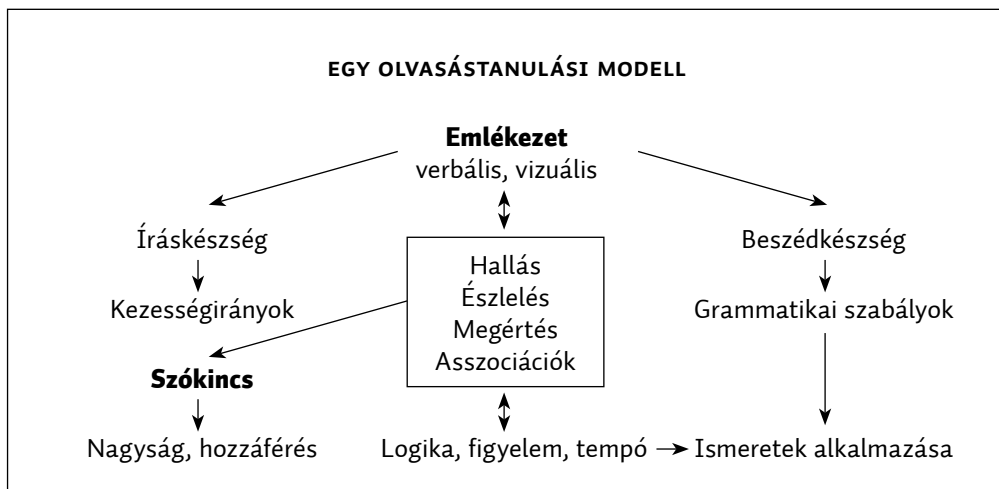 EGY OLVASÁSTANULÁSI MODELL
Emlékezet
verbális, vizuális
Íráskészség
Beszédkészség
Hallás
Észlelés
Megértés
Asszociációk
Kezességirányok
Grammatikai szabályok
Szókincs
Nagyság, hozzáférés
Logika, figyelem, tempó
Ismeretek alkalmazása